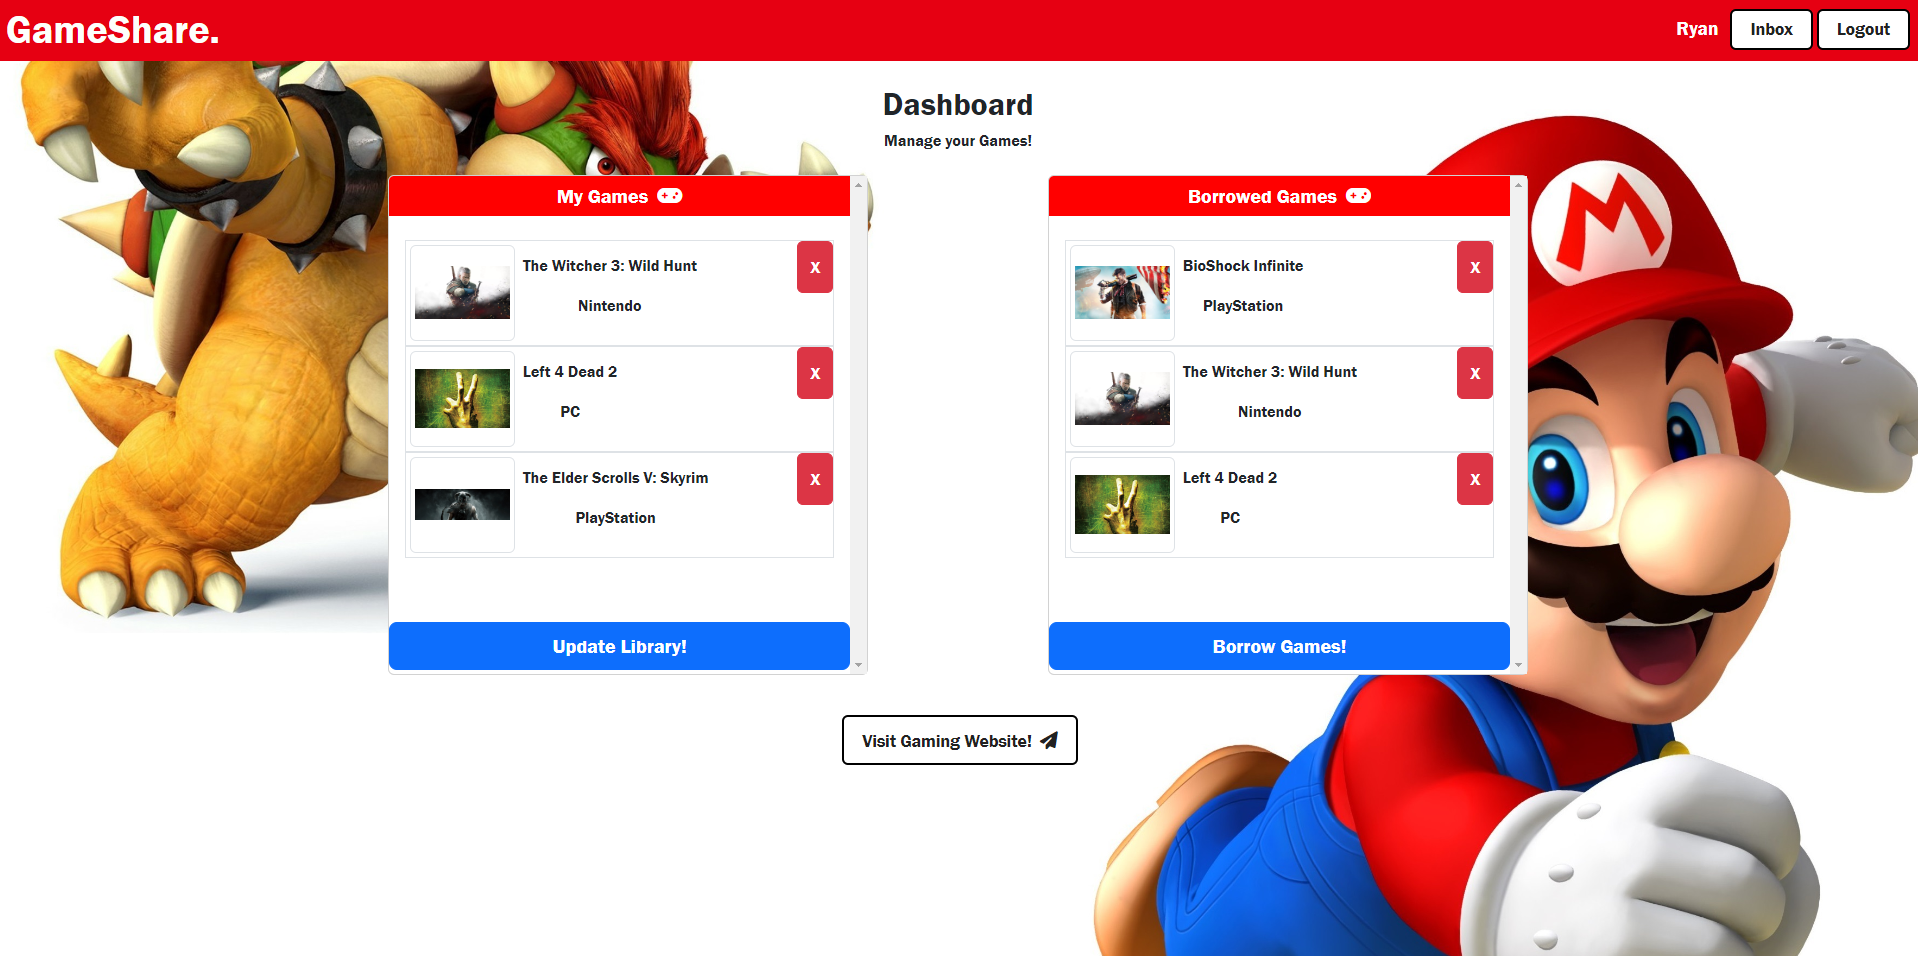 GameShare.
Ryan
Inbox
Logout
Dashboard
Manage your Games!
My Games
The Witcher 3: Wild Hunt
Nintendo
X
Left 4 Dead 2
PC
X
The Elder Scrolls V: Skyrim
PlayStation
X
Update Library!
Borrowed Games
BioShock Infinite
PlayStation
X
The Witcher 3: Wild Hunt
Nintendo
X
Left 4 Dead 2
PC
X
Borrow Games!
M
Visit Gaming Website!